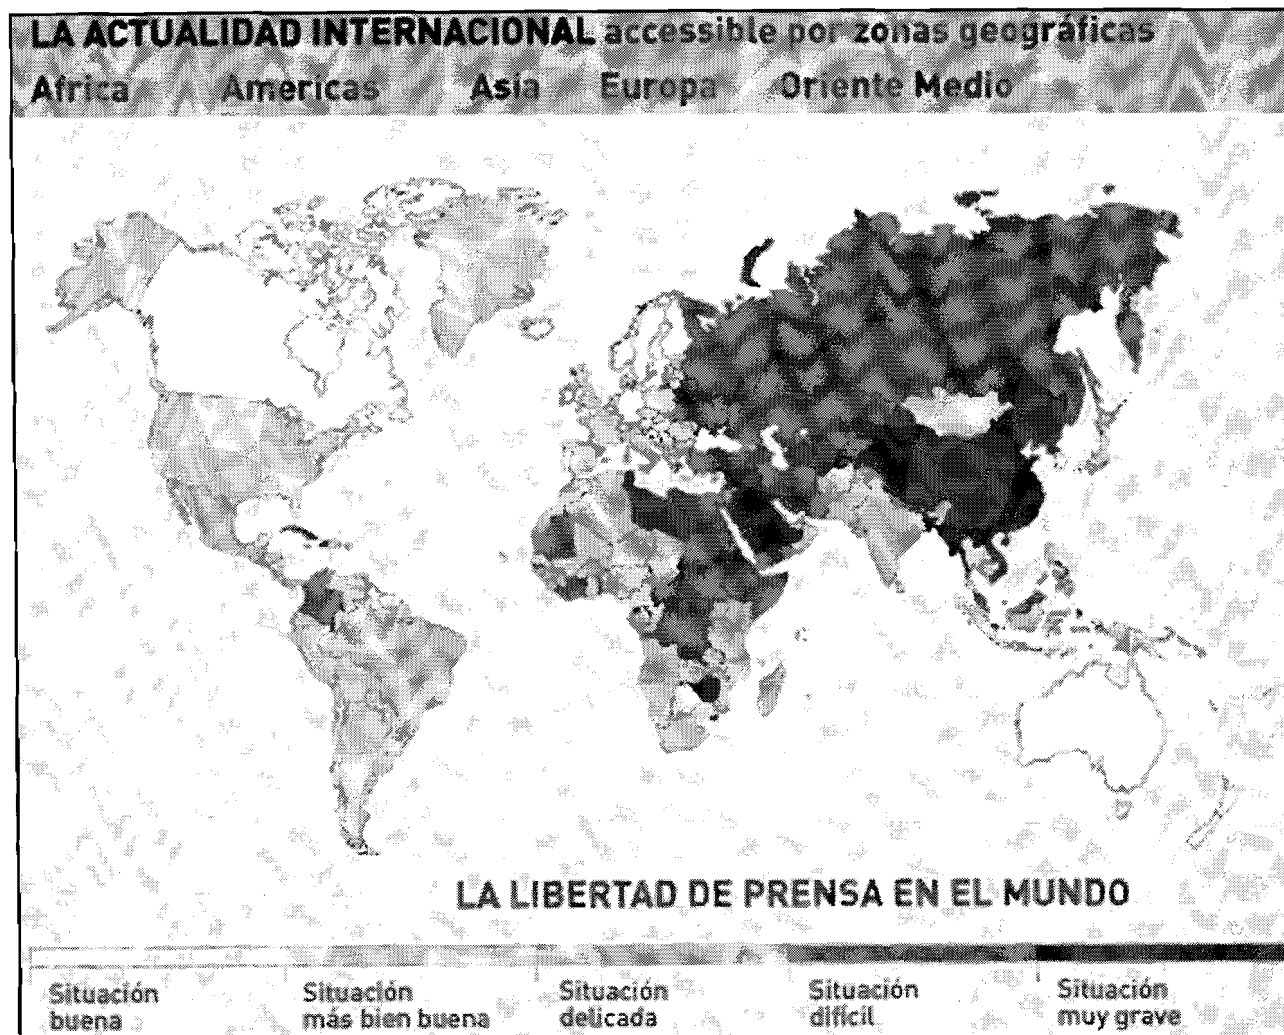 LA ACTUALIDAD INTERNACIONAL accessible por zonas geográficas
Africa Americas Asia Europa Oriente Medio
LA LIBERTAD DE PRENSA EN EL MUNDO
Situación buena
Situación más bien buena
Situación delicada
Situación difícil
Situación muy grave